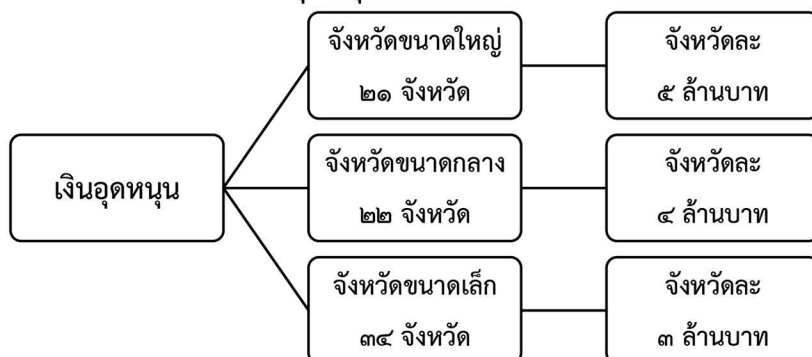 เงินอุดหนุน
จังหวัดขนาดใหญ่
๒๑ จังหวัด
จังหวัดละ
๕ ล้านบาท
จังหวัดขนาดกลาง
๒๒ จังหวัด
จังหวัดละ
๔ ล้านบาท
จังหวัดขนาดเล็ก
๓๔ จังหวัด
จังหวัดละ
๓ ล้านบาท